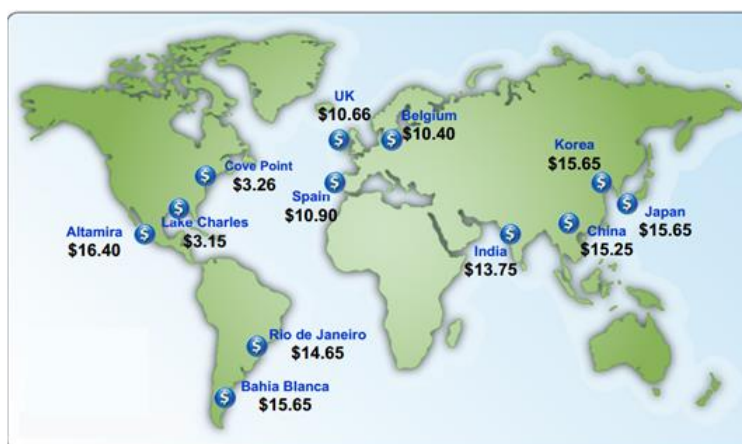 UK
$10.66
Belgium
$10.40
Cove Point
$3.26
Korea
$15.65
Spain
$10.90
Lake Charles
$3.15
Altamira
$16.40
Japan
$15.65
China
$15.25
India
$13.75
Rio de Janeiro
$14.65
Bahia Blanca
$15.65